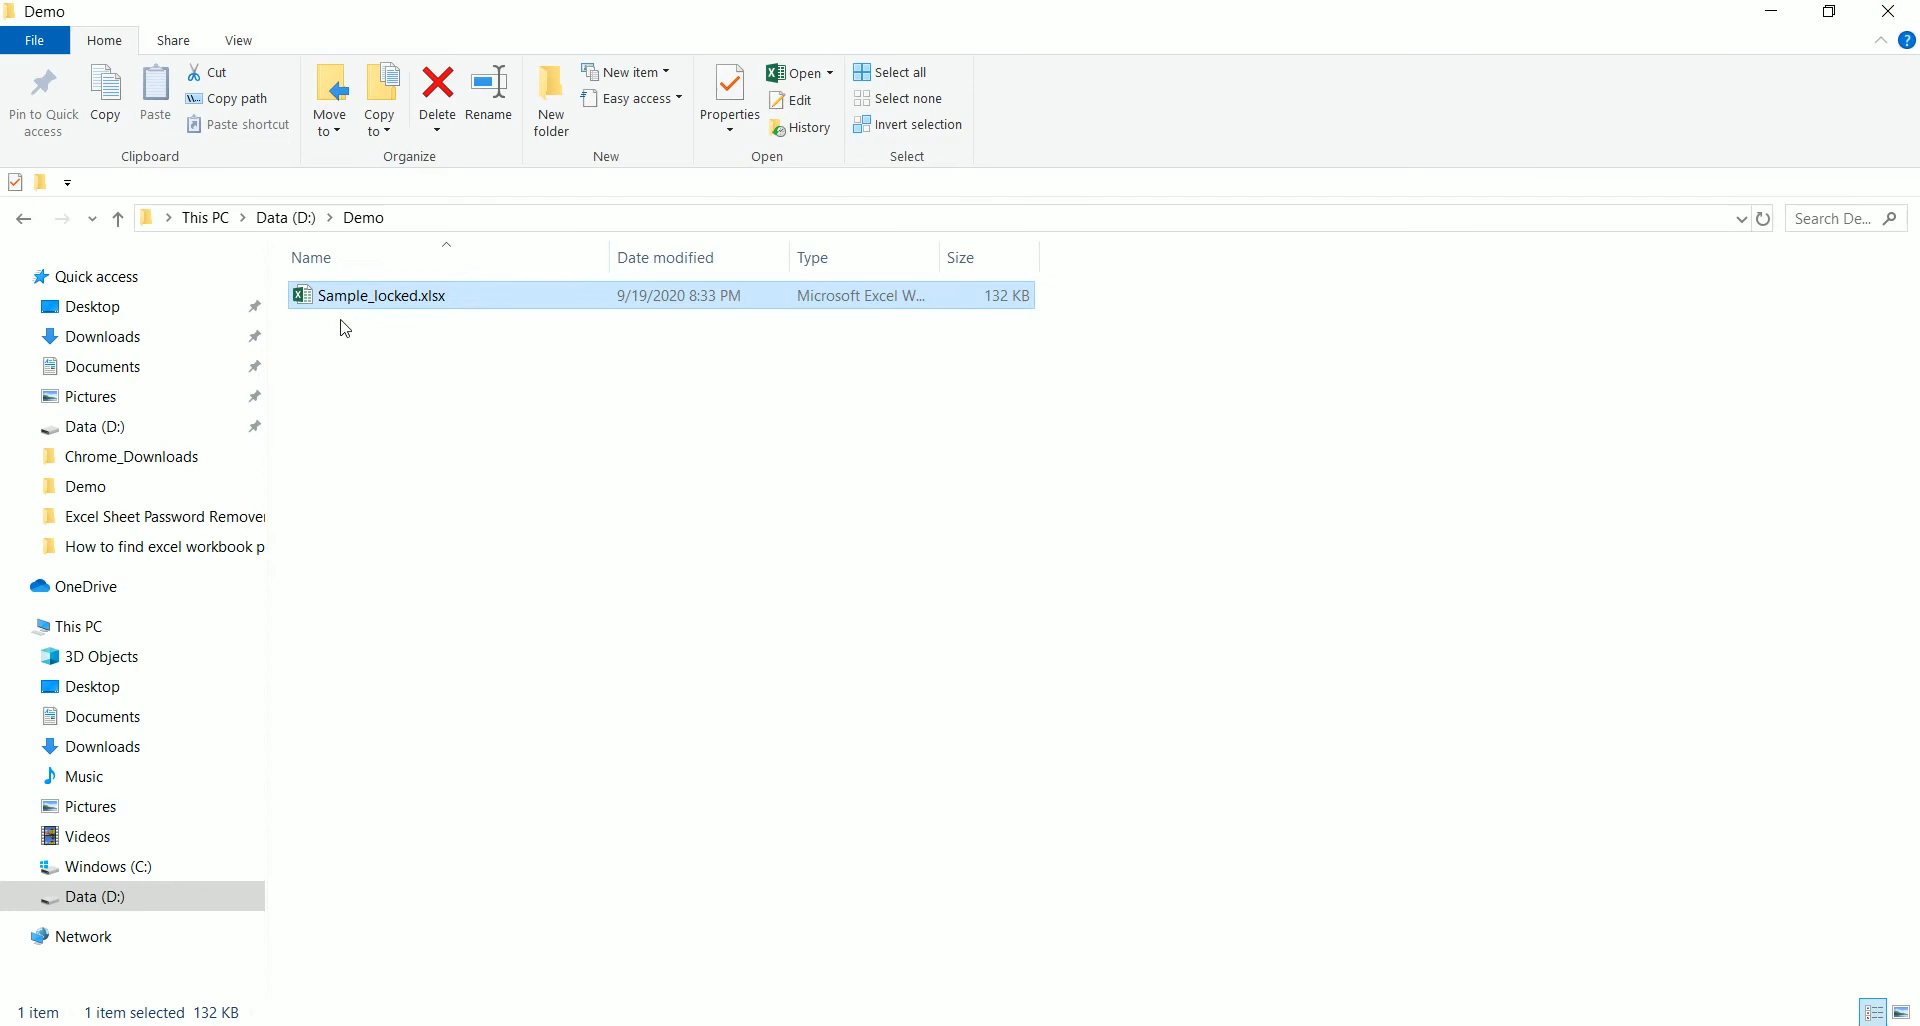 Demo
File Home Share View
Pin to Quick access
Copy
Paste
Cut
Copy path
Paste shortcut
Clipboard
Move to
Copy to
Delete
Rename
Organize
New folder
New item
Easy access
New
Properties
Open
Edit
History
Open
Select all
Select none
Invert selection
Select
This PC > Data (D:) > Demo
Search De...
Name Date modified Type Size
Sample_locked.xlsx 9/19/2020 8:33 PM Microsoft Excel W... 132 KB
Quick access
Desktop
Downloads
Documents
Pictures
Data (D:)
Chrome_Downloads
Demo
Excel Sheet Password Remover
How to find excel workbook p
OneDrive
This PC
3D Objects
Desktop
Documents
Downloads
Music
Pictures
Videos
Windows (C:)
Data (D:)
Network
1 item 1 item selected 132 KB